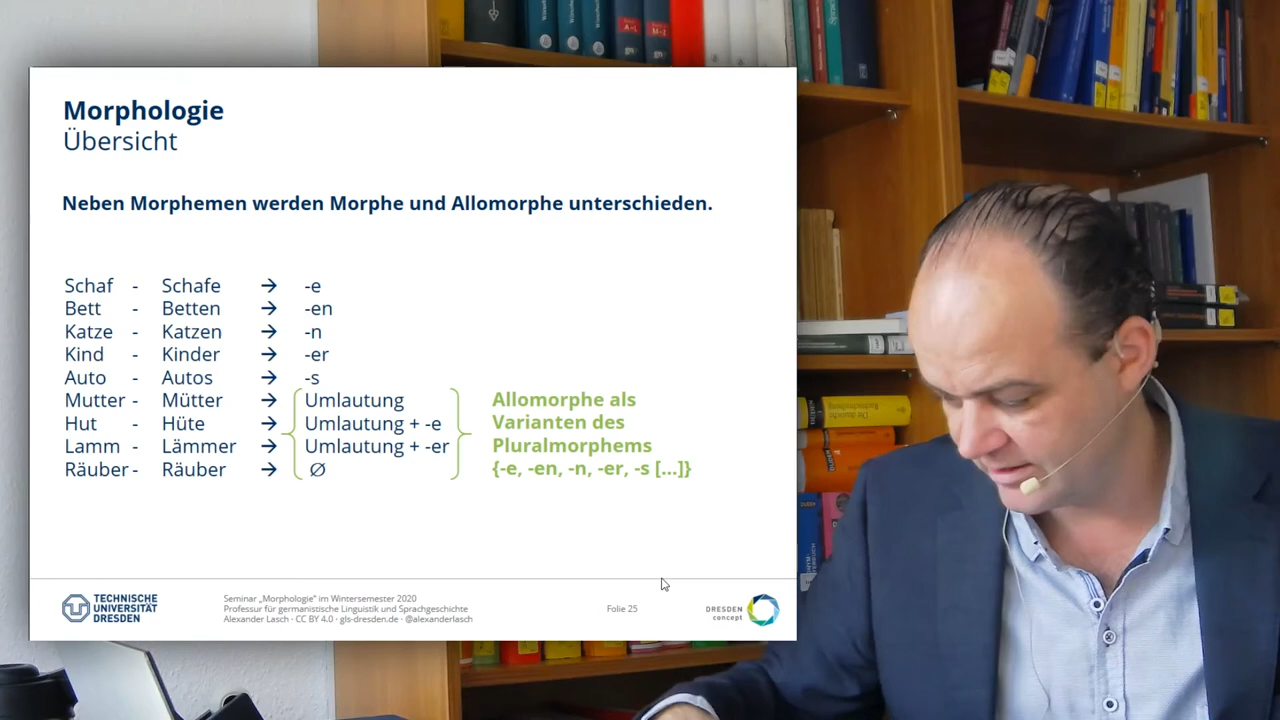 Morphologie
Übersicht
Neben Morphemen werden Morphe und Allomorphe unterschieden.
Schaf - Schafe → -e
Bett - Betten → -en
Katze - Katzen → -n
Kind - Kinder → -er
Auto - Autos → -s
Mutter - Mütter → Umlautung
Hut - Hüte → Umlautung + -e
Lamm - Lämmer → Umlautung + -er
Räuber - Räuber → Ø
Allomorphe als
Varianten des
Pluralmorphems
{-e, -en, -n, -er, -s [...]}
TECHNISCHE
UNIVERSITÄT
DRESDEN
Seminar „Morphologie" im Wintersemester 2020
Professur für germanistische Linguistik und Sprachgeschichte
Alexander Lasch · CC BY 4.0 · gls-dresden.de · @alexanderlasch
Folie 25
DRESDEN
concept
A-L
M-Z
DUDEN